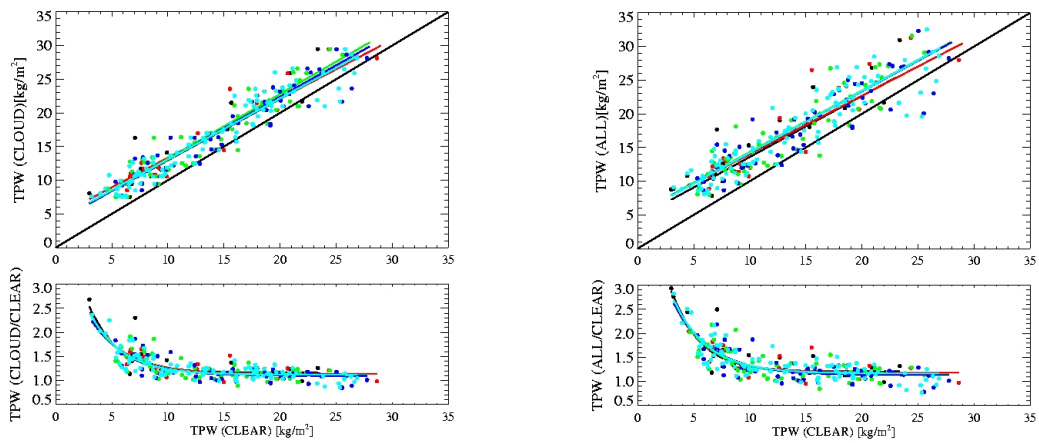 TPW (CLOUD)[kg/m²]
35
30
25
20
15
10
5
0
0 5 10 15 20 25 30 35
TPW (CLOUD/CLEAR)
3.0
2.5
2.0
1.5
1.0
0.5
0 5 10 15 20 25 30 35
TPW (CLEAR) [kg/m²]
TPW (ALL)[kg/m²]
35
30
25
20
15
10
5
0
0 5 10 15 20 25 30 35
TPW (ALL/CLEAR)
3.0
2.5
2.0
1.5
1.0
0.5
0 5 10 15 20 25 30 35
TPW (CLEAR) [kg/m²]